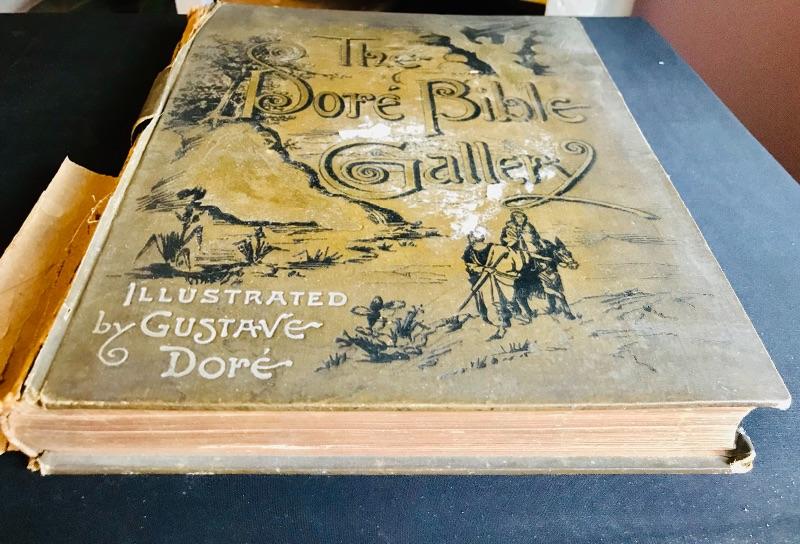 The
Doré Bible
Gallery
ILLUSTRATED
by GUSTAVE
Doré